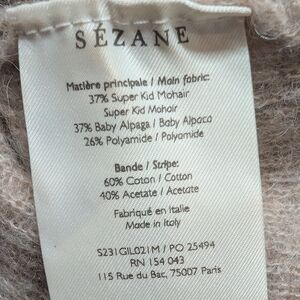 SÉZANE
Matière principale / Main fabric:
37% Super Kid Mohair
Super Kid Mohair
37% Baby Alpaga / Baby Alpaca
26% Polyamide / Polyamide
Bande / Stripe:
60% Coton / Cotton
40% Acetate / Acetate
Fabriqué en Italie
Made in Italy
S231GIL021M / PO 25494
RN 154 043
115 Rue du Bac, 75007 Paris